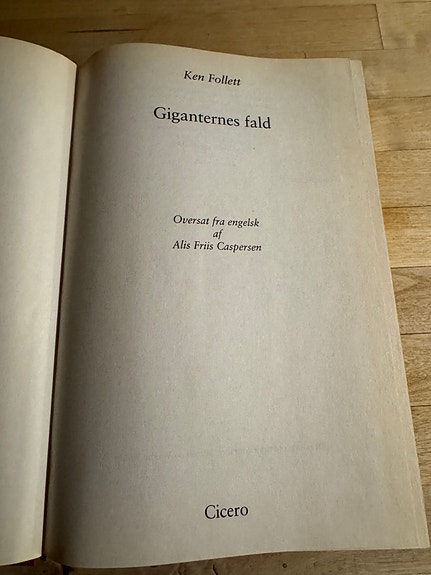 Ken Follett
Giganternes fald
Oversat fra engelsk
af
Alis Friis Caspersen
Cicero